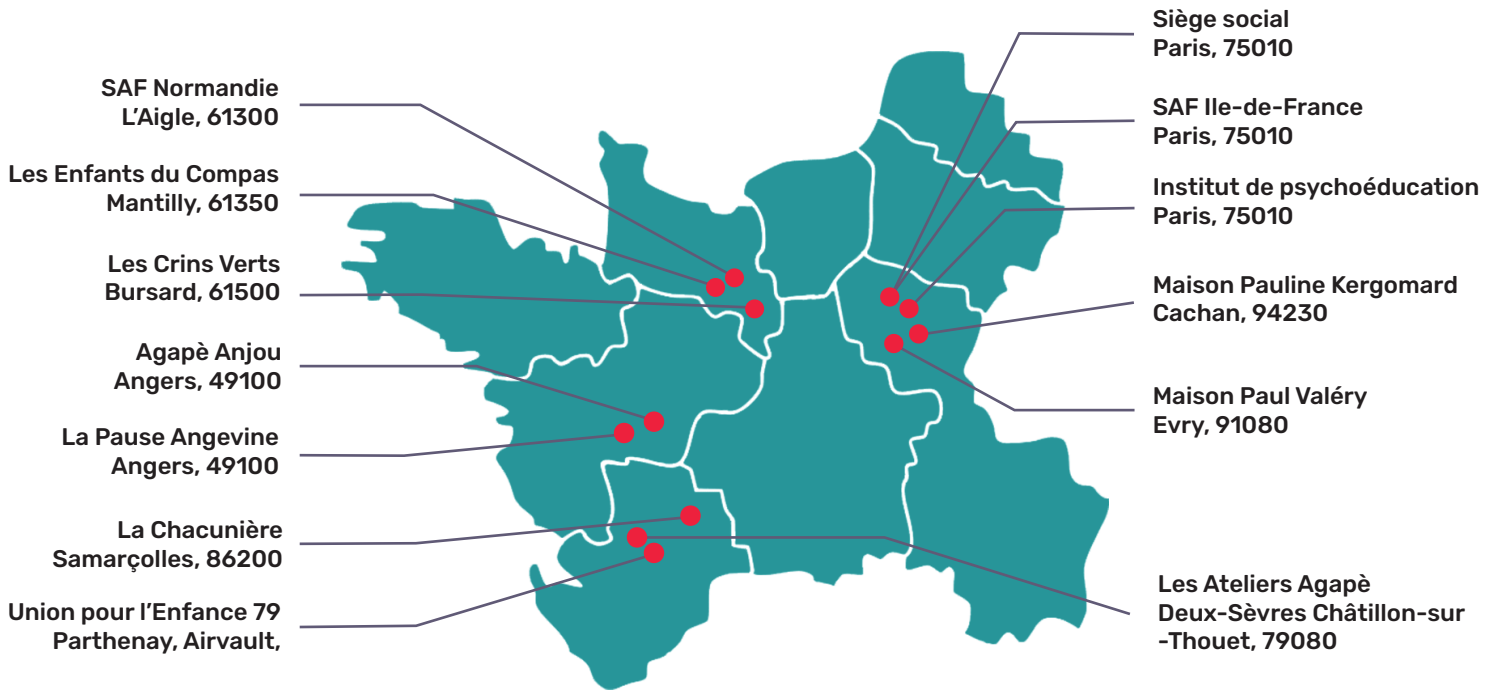 SAF Normandie
L'Aigle, 61300
Les Enfants du Compas
Mantilly, 61350
Les Crins Verts
Bursard, 61500
Agapè Anjou
Angers, 49100
La Pause Angevine
Angers, 49100
La Chacunière
Samarçolles, 86200
Union pour l'Enfance 79
Parthenay, Airvault,
Siège social
Paris, 75010
SAF Ile-de-France
Paris, 75010
Institut de psychoéducation
Paris, 75010
Maison Pauline Kergomard
Cachan, 94230
Maison Paul Valéry
Evry, 91080
Les Ateliers Agapè
Deux-Sèvres Châtillon-sur
-Thouet, 79080